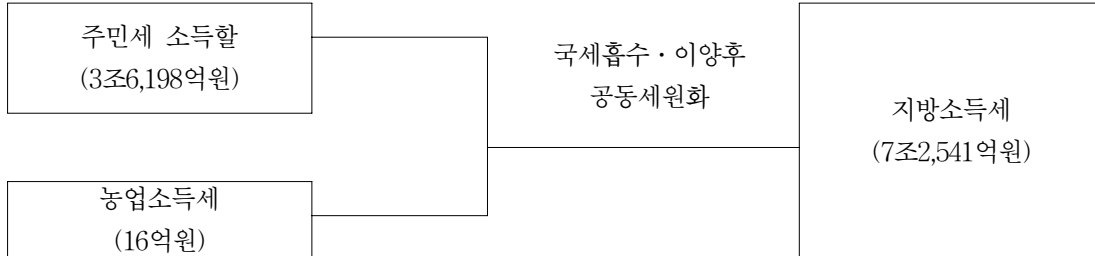 주민세 소득할
(3조6,198억원)
농업소득세
(16억원)
국세흡수·이양후
공동세원화
지방소득세
(7조2,541억원)